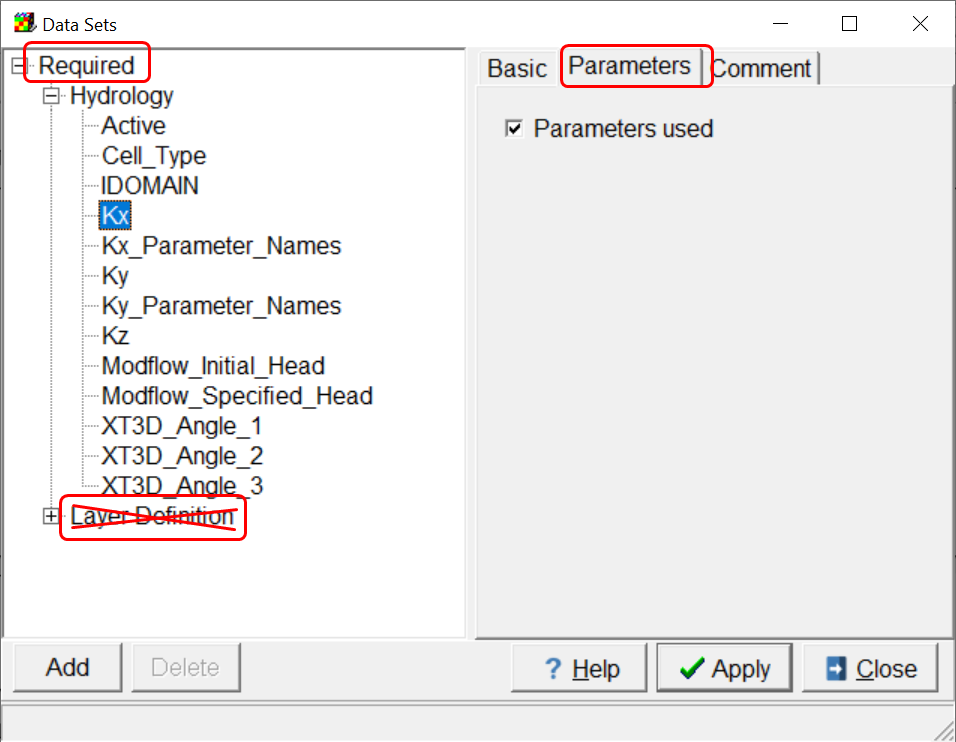 Data Sets
Required
Hydrology
Active
Cell_Type
IDOMAIN
Kx
Kx_Parameter_Names
Ky
Ky_Parameter_Names
Kz
Modflow_Initial_Head
Modflow_Specified_Head
XT3D_Angle_1
XT3D_Angle_2
XT3D_Angle_3
Layer Definition
Basic Parameters Comment
Parameters used
Add Delete ? Help Apply Close